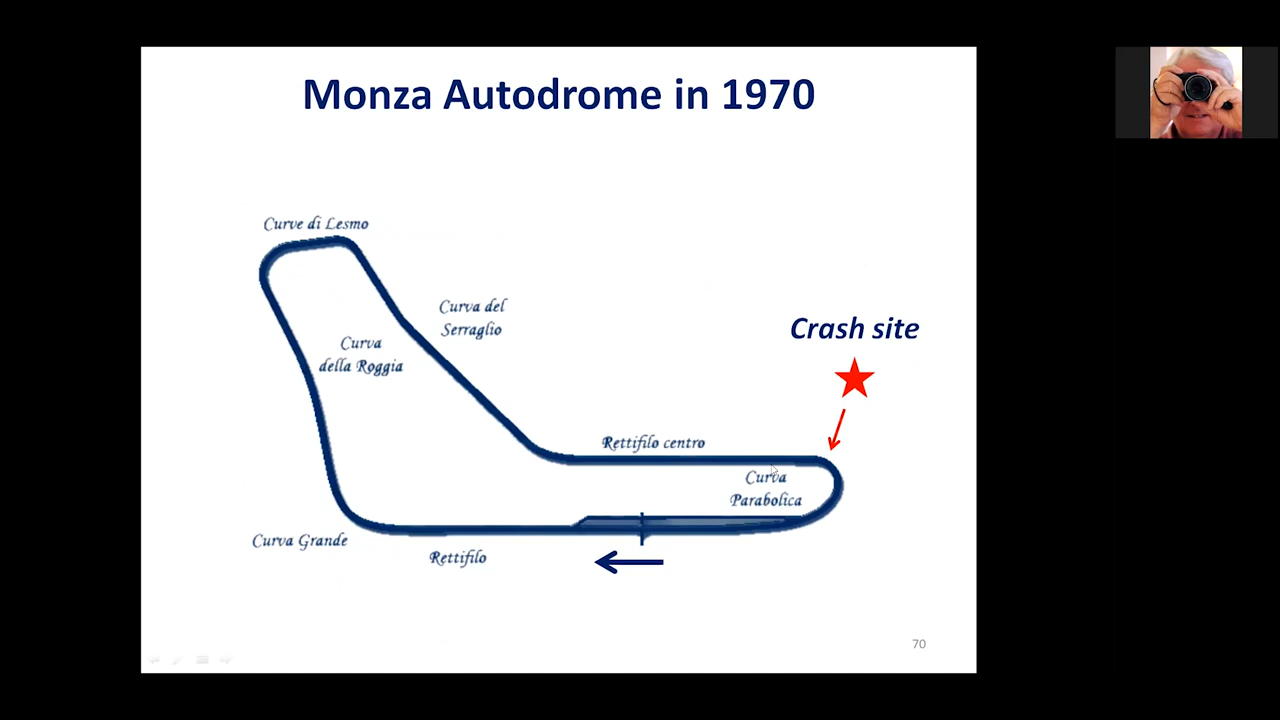 Monza Autodrome in 1970
Curve di Lesmo
Curva del
Serraglio
Crash site
Curva
della Roggia
Rettifilo centro
Curva
Parabolica
Curva Grande
Rettifilo
70